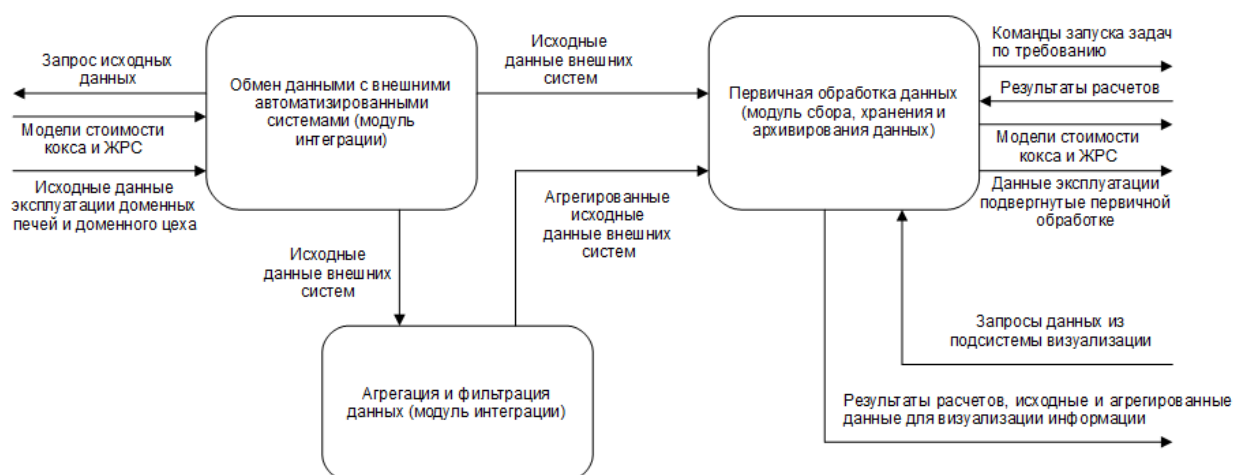 Запрос исходных
данных
Модели стоимости
кокса и ЖРС
Исходные данные
эксплуатации доменных
печей и доменного цеха
Обмен данными с внешними
автоматизированными
системами (модуль
интеграции)
Исходные
данные внешних
систем
Исходные
данные внешних
систем
Агрегированные
исходные
данные внешних
систем
Агрегация и фильтрация
данных (модуль интеграции)
Первичная обработка данных
(модуль сбора, хранения и
архивирования данных)
Команды запуска задач
по требованию
Результаты расчетов
Модели стоимости
кокса и ЖРС
Данные эксплуатации
подвергнутые первичной
обработке
Запросы данных из
подсистемы визуализации
Результаты расчетов, исходные и агрегированные
данные для визуализации информации